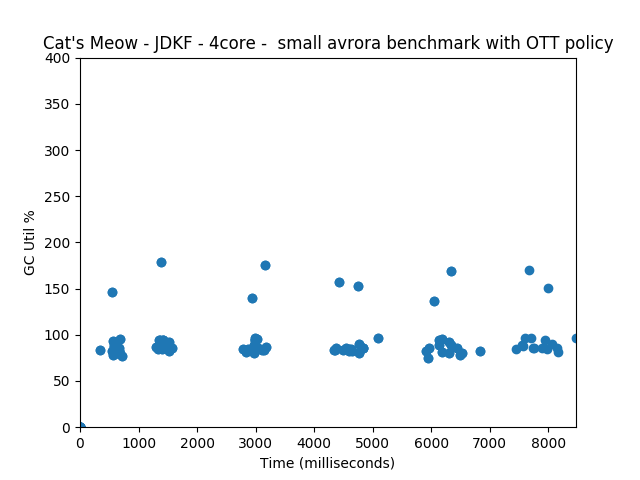 Cat's Meow - JDKF - 4core -  small avrora benchmark with OTT policy
400
350
300
250
200
150
100
50
0
GC Util %
0 1000 2000 3000 4000 5000 6000 7000 8000
Time (milliseconds)